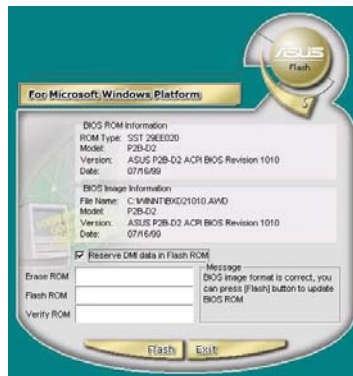 ASUS
Flash
For Microsoft Windows Platform
BIOS ROM Information
ROM Type: SST 29EE020
Model: P2B-D2
Version: ASUS P2B-D2 ACPI BIOS Revision 1010
Date: 07/16/99
BIOS Image Information
File Name: C:\WINNT\BXD21010.AWD
Model: P2B-D2
Version: ASUS P2B-D2 ACPI BIOS Revision 1010
Date: 07/16/99
Reserve DMI data in Flash ROM
Erase ROM
Flash ROM
Verify ROM
Message
BIOS image format is correct, you
can press [Flash] button to update
BIOS ROM
Flash Exit